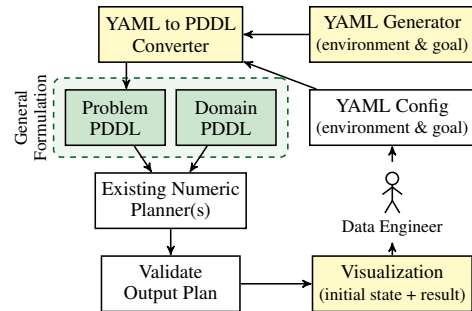 YAML to PDDL
Converter
YAML Generator
(environment & goal)
General
Formulation
Problem
PDDL
Domain
PDDL
YAML Config
(environment & goal)
Existing Numeric
Planner(s)
Data Engineer
Validate
Output Plan
Visualization
(initial state + result)